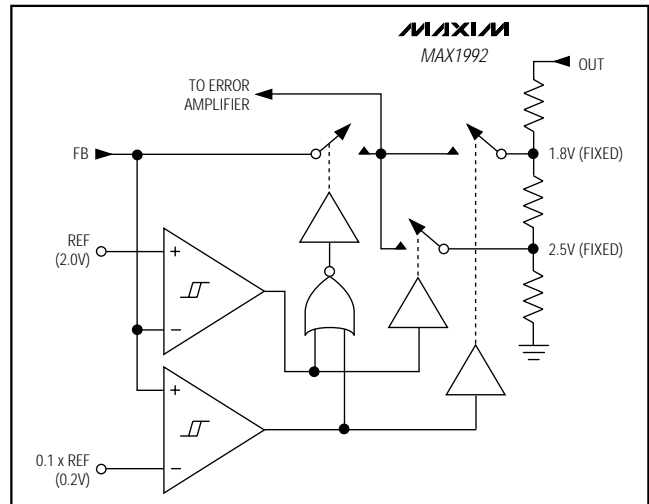 MAXIM
MAX1992
OUT
TO ERROR
AMPLIFIER
FB
1.8V (FIXED)
REF
(2.0V)
+
−
2.5V (FIXED)
+
0.1 x REF
(0.2V)
−